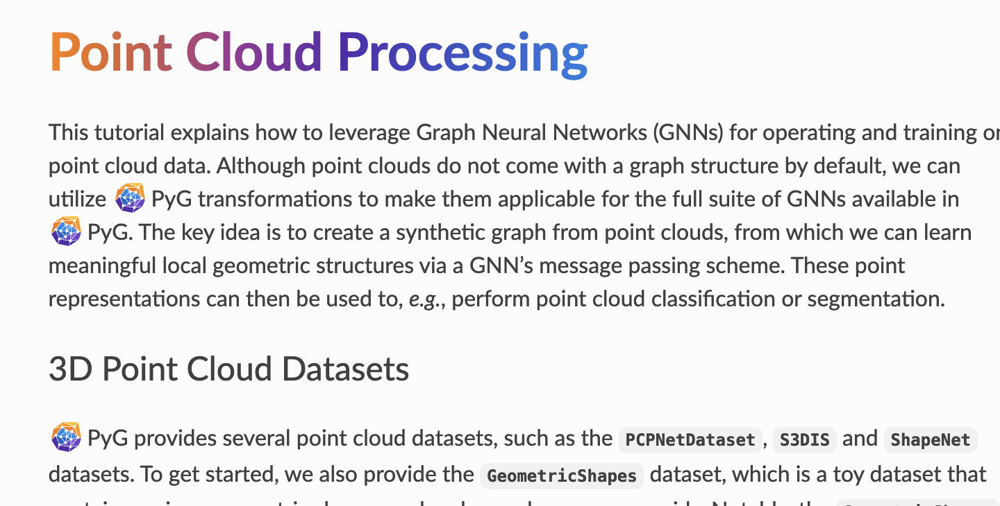 Point Cloud Processing
This tutorial explains how to leverage Graph Neural Networks (GNNs) for operating and training
point cloud data. Although point clouds do not come with a graph structure by default, we can
utilize PyG transformations to make them applicable for the full suite of GNNs available in
PyG. The key idea is to create a synthetic graph from point clouds, from which we can learn
meaningful local geometric structures via a GNN’s message passing scheme. These point
representations can then be used to, e.g., perform point cloud classification or segmentation.
3D Point Cloud Datasets
PyG provides several point cloud datasets, such as the PCPNetDataset, S3DIS and ShapeNet
datasets. To get started, we also provide the GeometricShapes dataset, which is a toy dataset that